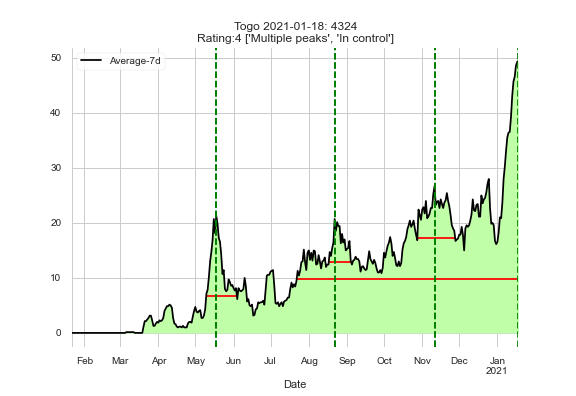 Togo 2021-01-18: 4324
Rating:4 ['Multiple peaks', 'In control']
Average-7d
50
40
30
20
10
0
Feb Mar Apr May Jun Jul Aug Sep Oct Nov Dec Jan
2021
Date